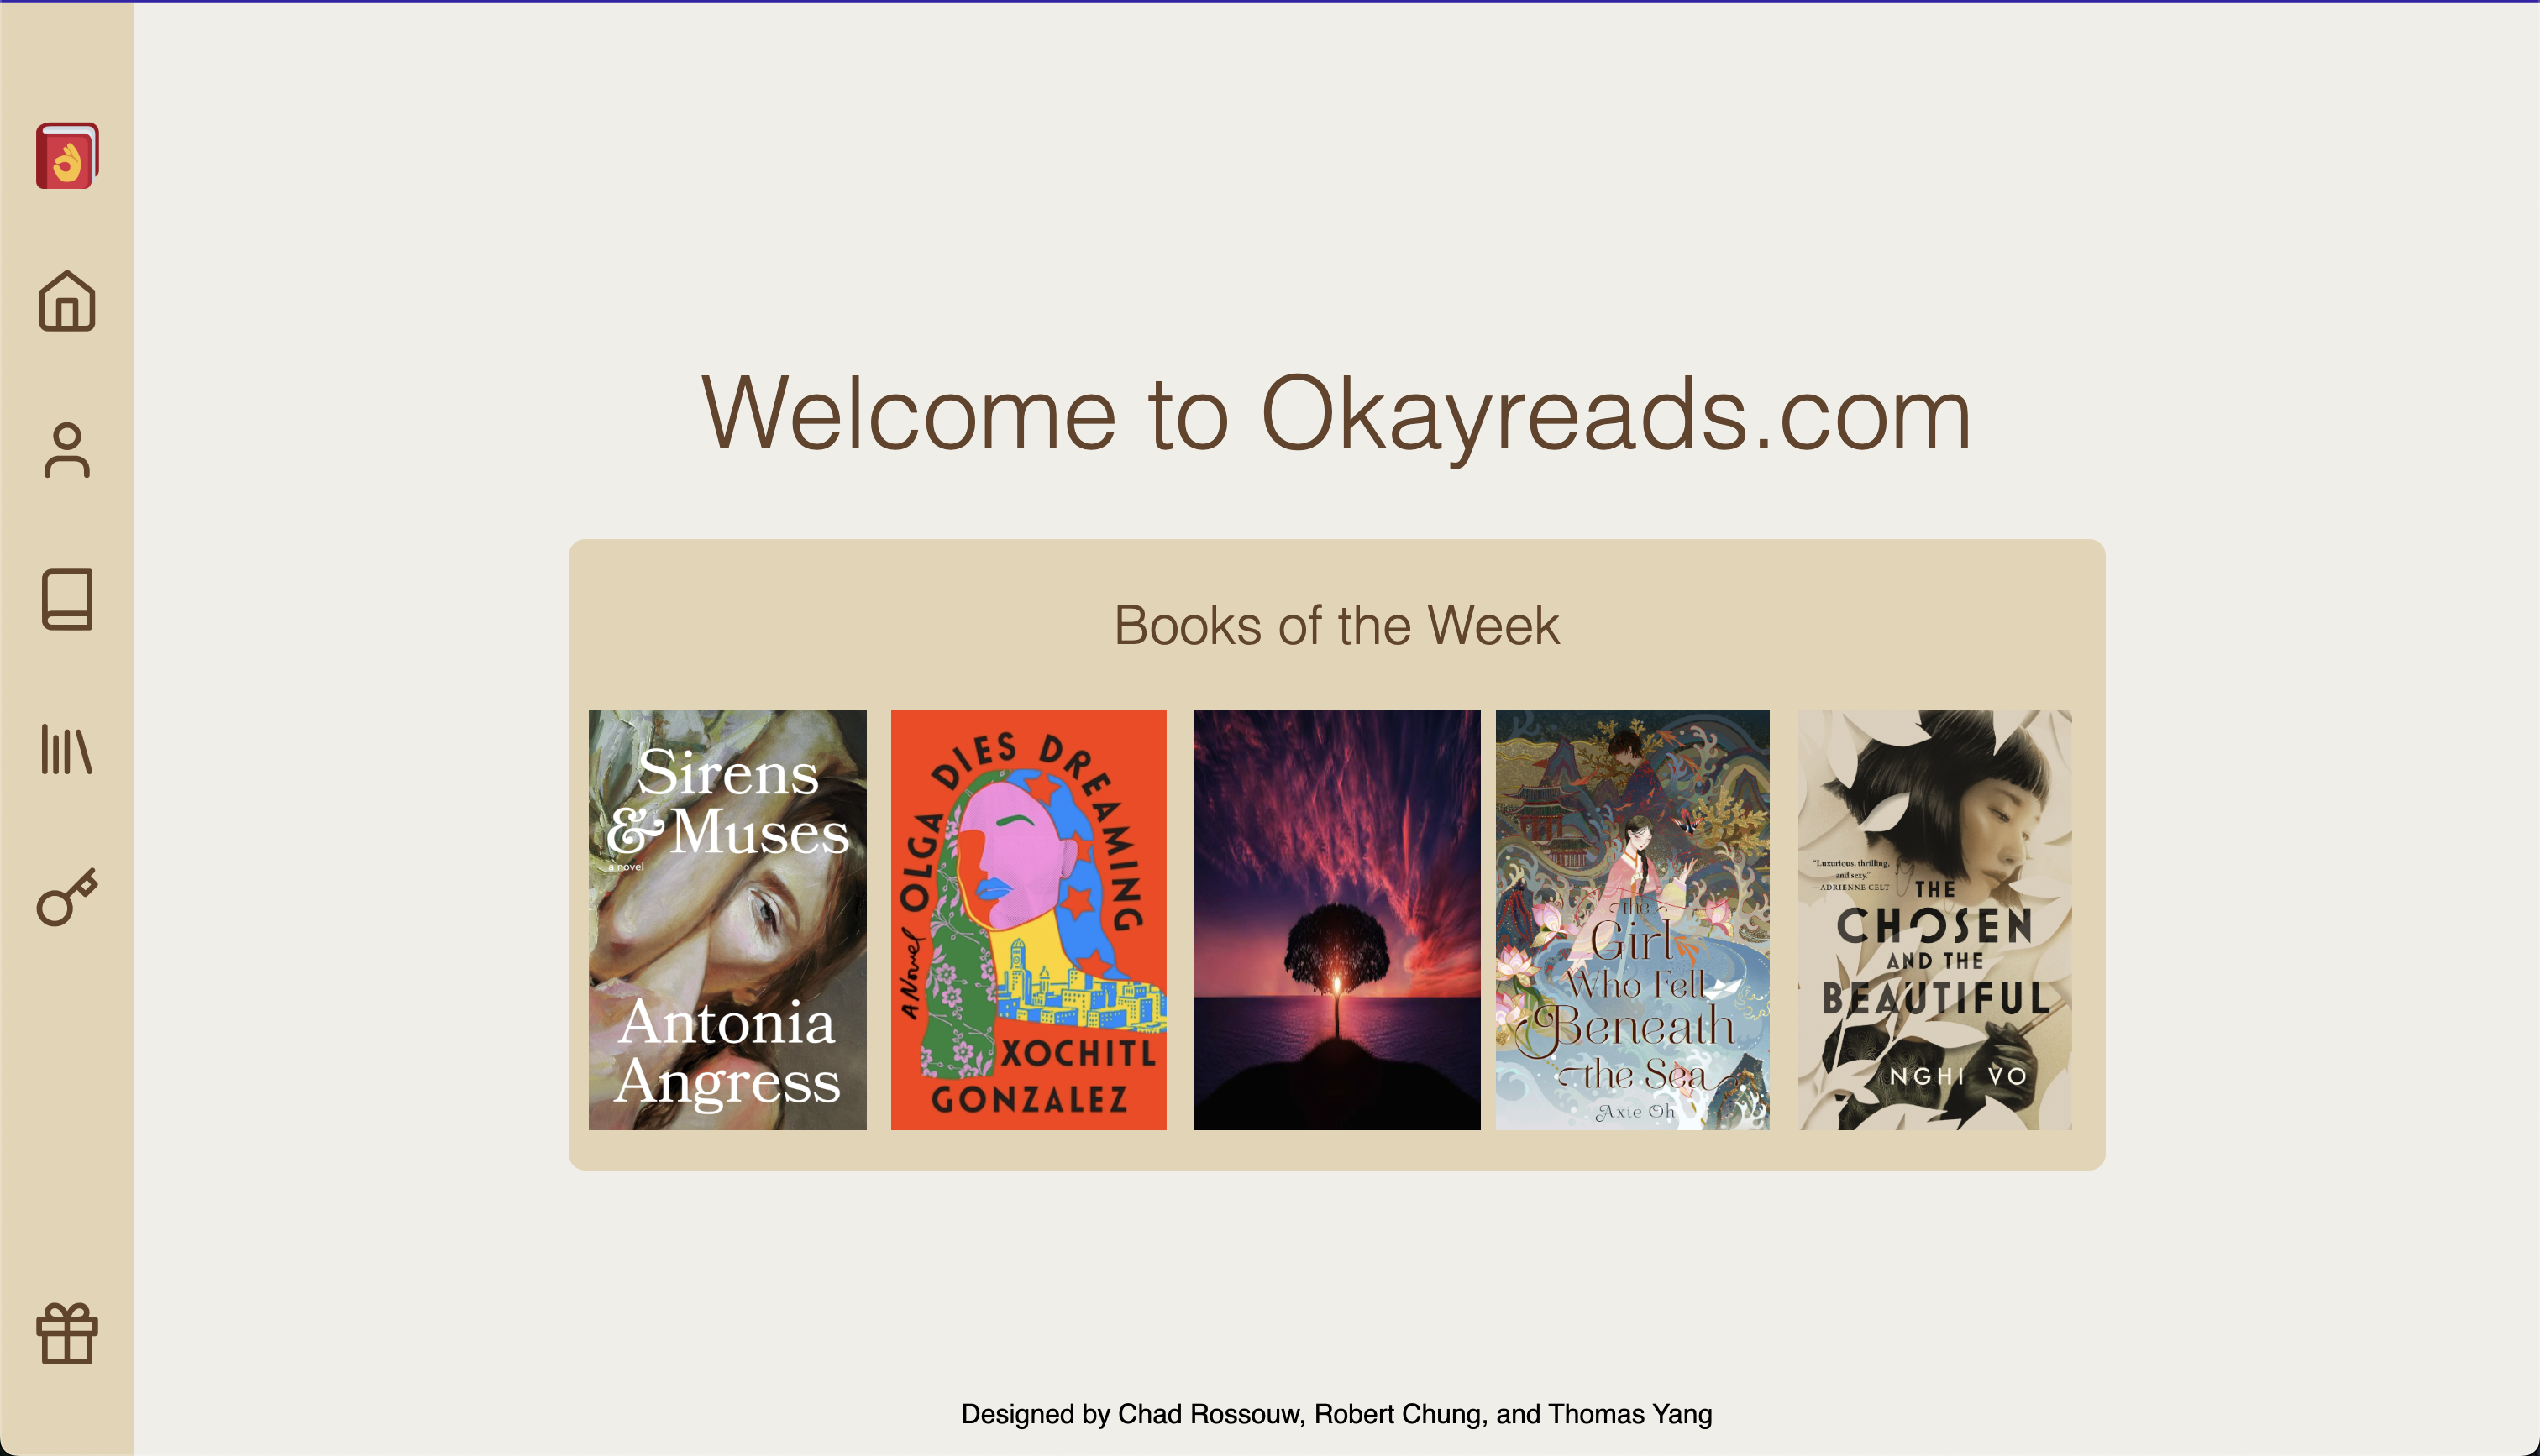 Welcome to Okayreads.com
Books of the Week
Sirens
& Muses
a novel
Antonia
Angress
OLGA DIES DREAMING
A Novel
XOCHITL
GONZALEZ
The
Girl
Who Fell
Beneath
the Sea
Axie Oh
"Luxurious, thrilling,
and sexy."
—ADRIENNE CELT
THE
CHOSEN
AND THE
BEAUTIFUL
NGHI VO
Designed by Chad Rossouw, Robert Chung, and Thomas Yang